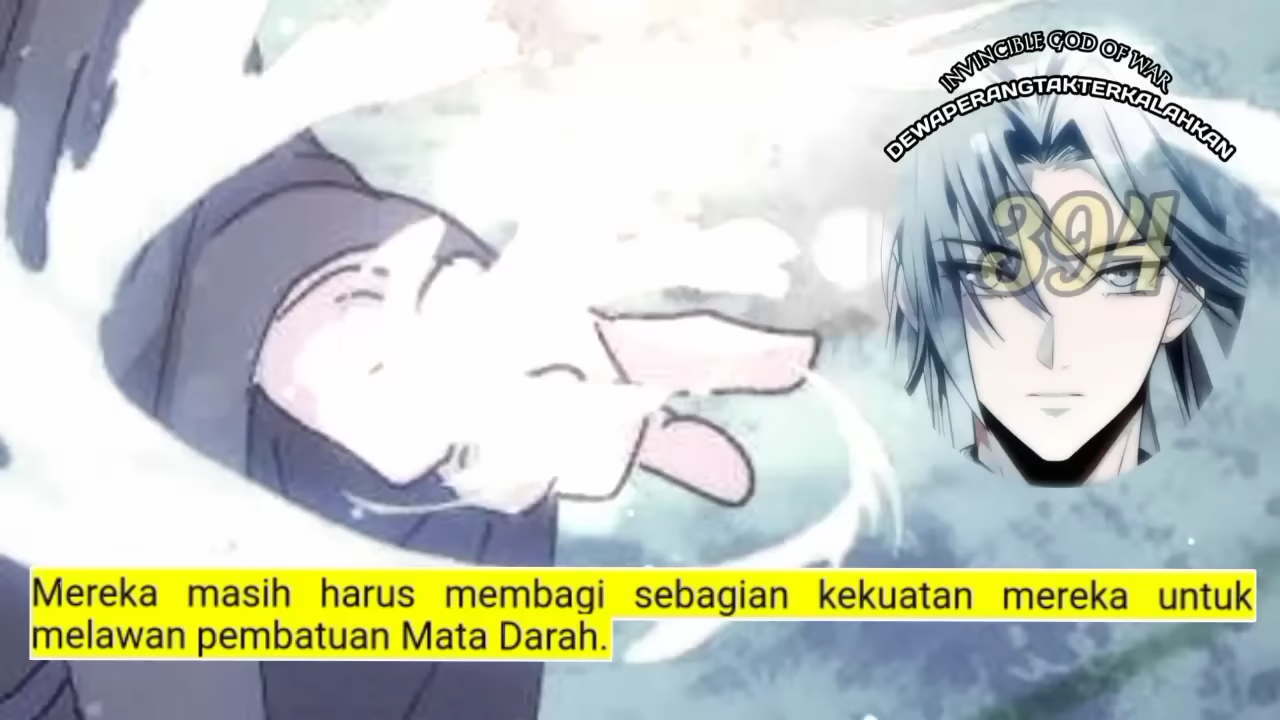 INVINCIBLE GOD OF WAR
DEWAPERANGTAKTERKALAHKAN
394
Mereka masih harus membagi sebagian kekuatan mereka untuk
melawan pembatuan Mata Darah.